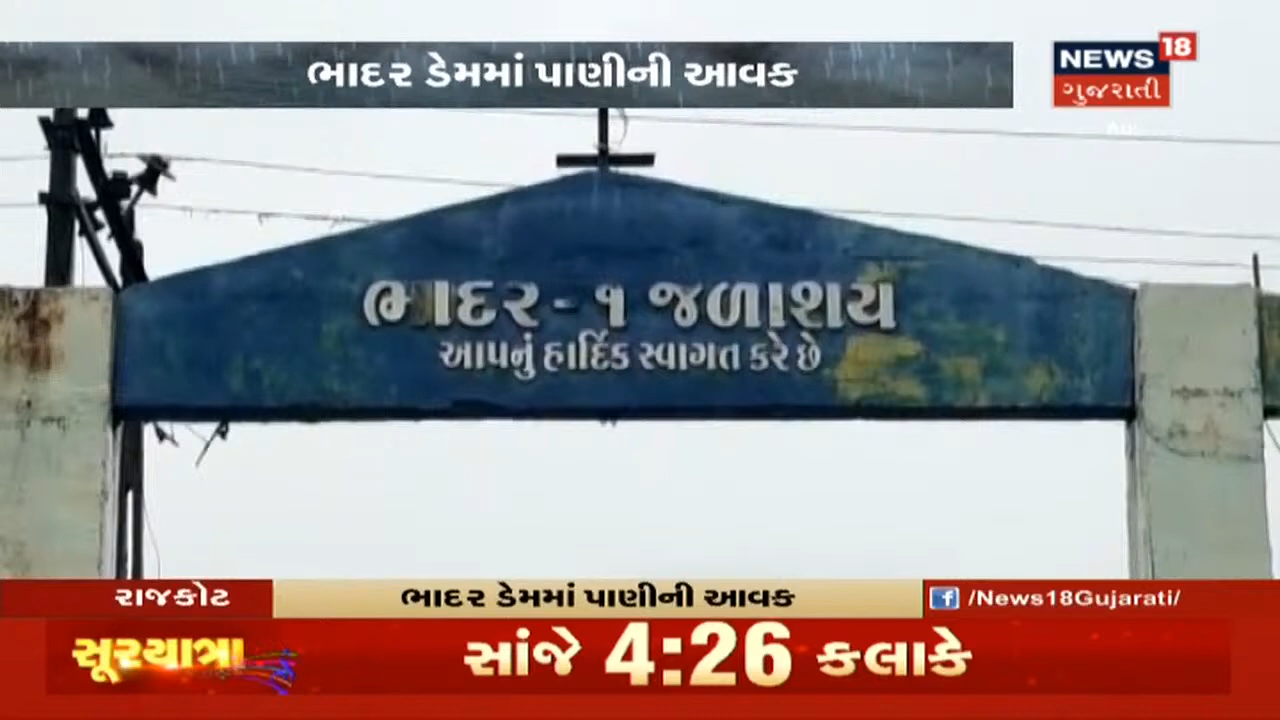 ભાદર ડેમમાં પાણીની આવક
NEWS 18
ગુજરાતી
ભાદર - ૧ જળાશય
આપનું હાર્દિક સ્વાગત કરે છે
રાજકોટ
ભાદર ડેમમાં પાણીની આવક
/News18Gujarati/
સૂરયાત્રા
સાંજે 4:26 કલાકે